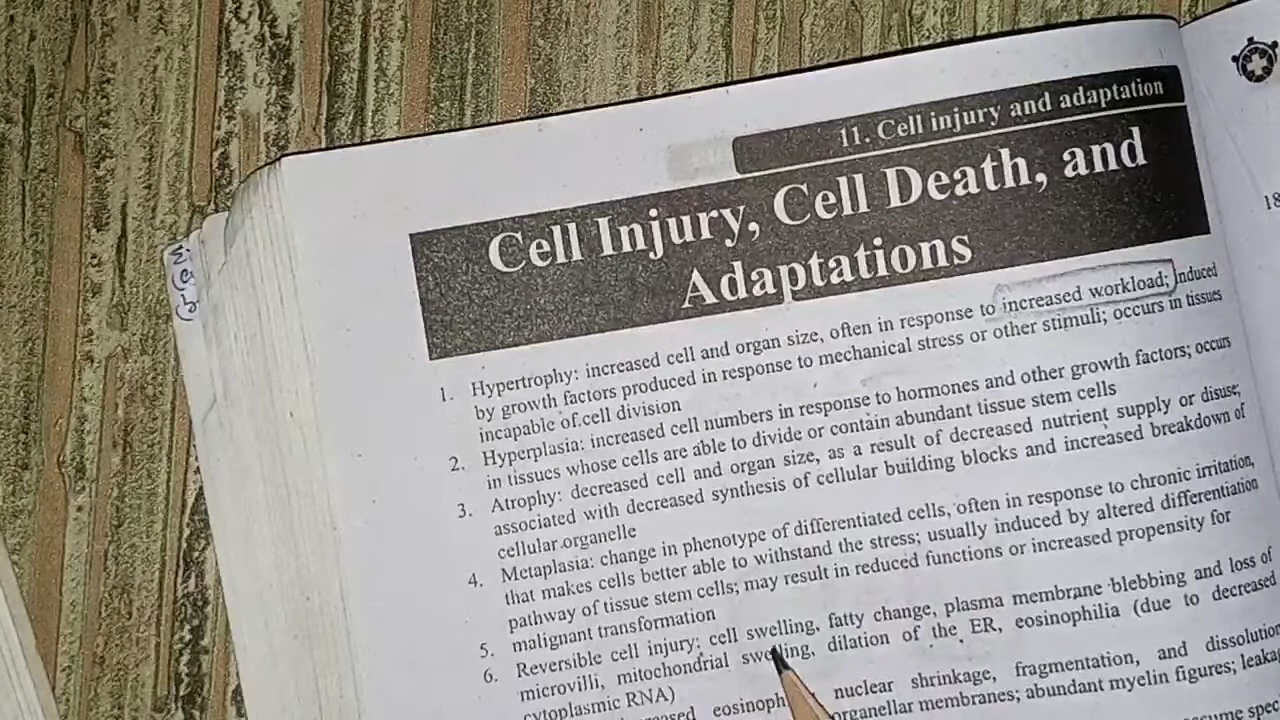 11. Cell injury and adaptation
Cell Injury, Cell Death, and
Adaptations
1. Hypertrophy: increased cell and organ size, often in response to increased workload; induced
by growth factors produced in response to mechanical stress or other stimuli; occurs in tissues
incapable of cell division
2. Hyperplasia: increased cell numbers in response to hormones and other growth factors; occurs
in tissues whose cells are able to divide or contain abundant tissue stem cells
3. Atrophy: decreased cell and organ size, as a result of decreased nutrient supply or disuse;
associated with decreased synthesis of cellular building blocks and increased breakdown of
cellular organelle
4. Metaplasia: change in phenotype of differentiated cells, often in response to chronic irritation,
that makes cells better able to withstand the stress; usually induced by altered differentiation
pathway of tissue stem cells; may result in reduced functions or increased propensity for
5. malignant transformation
6. Reversible cell injury: cell swelling, fatty change, plasma membrane blebbing and loss of
microvilli, mitochondrial swelling, dilation of the ER, eosinophilia (due to decreased
cytoplasmic RNA)
nuclear shrinkage, fragmentation, and
organellar membranes; abundant myelin figures;
18